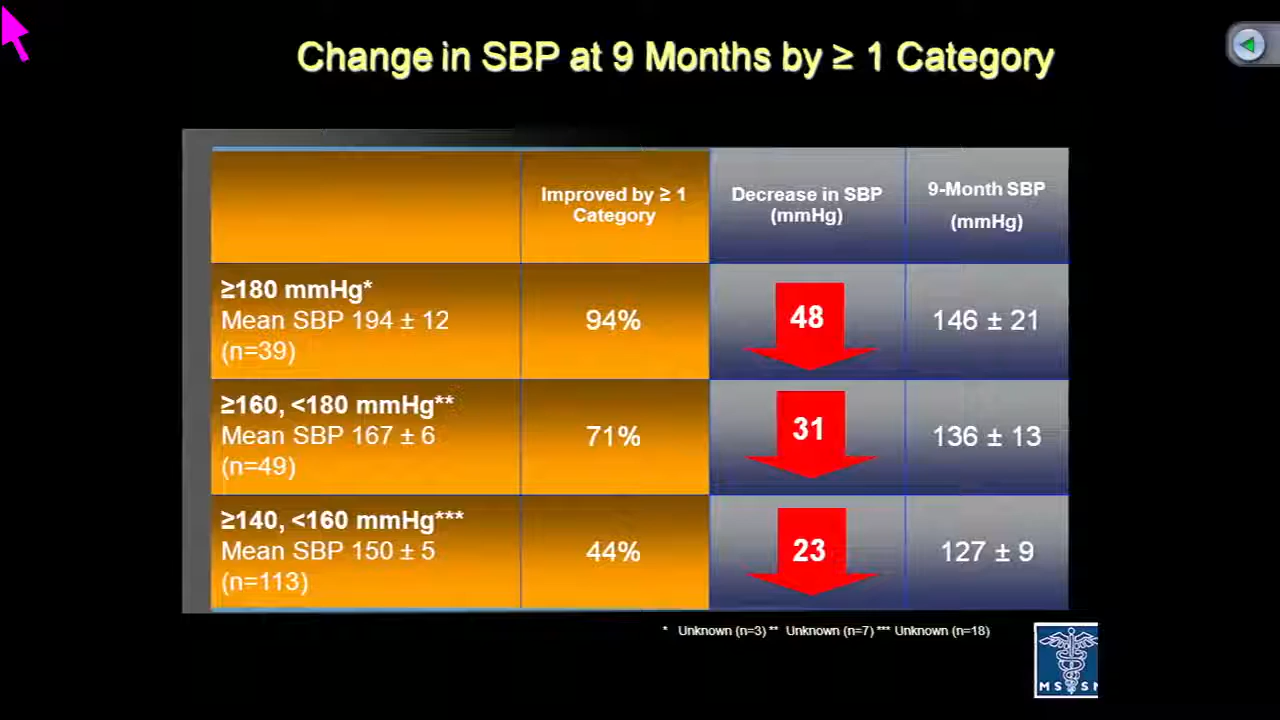 Change in SBP at 9 Months by ≥ 1 Category
Improved by ≥ 1
Category
Decrease in SBP
(mmHg)
9-Month SBP
(mmHg)
≥180 mmHg*
Mean SBP 194 ± 12
(n=39)
94%
48
146 ± 21
≥160, <180 mmHg**
Mean SBP 167 ± 6
(n=49)
71%
31
136 ± 13
≥140, <160 mmHg***
Mean SBP 150 ± 5
(n=113)
44%
23
127 ± 9
* Unknown (n=3) ** Unknown (n=7) *** Unknown (n=18)